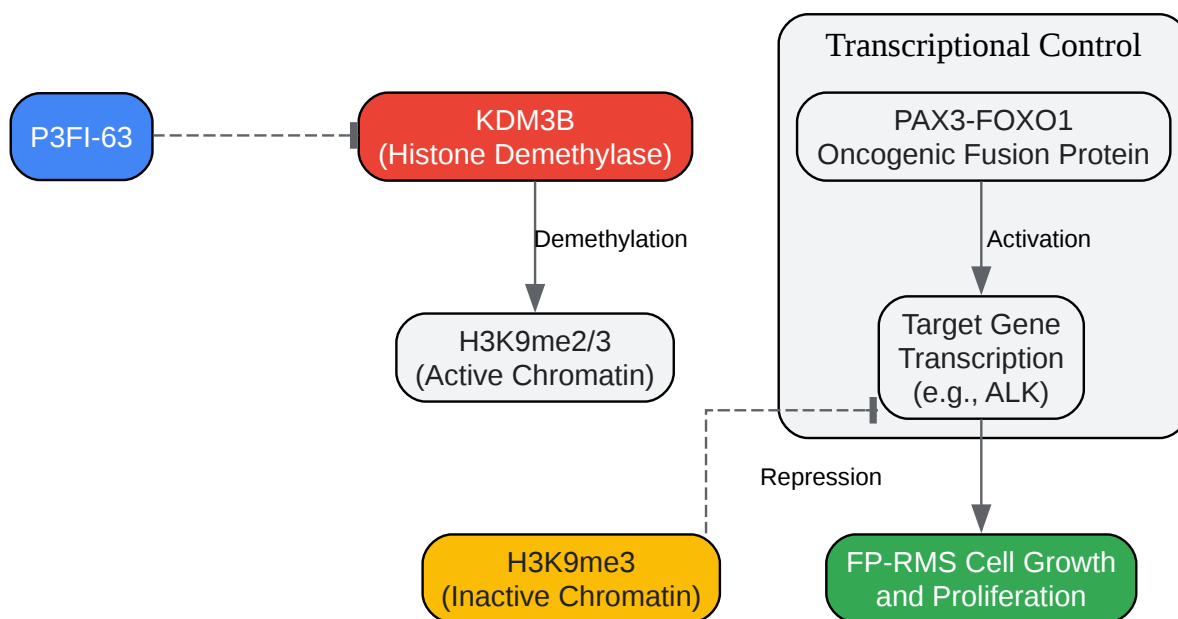 Transcriptional Control
P3FI-63
KDM3B
(Histone Demethylase)
PAX3-FOXO1
Oncogenic Fusion Protein
Demethylation
Activation
H3K9me2/3
(Active Chromatin)
Target Gene
Transcription
(e.g., ALK)
Repression
H3K9me3
(Inactive Chromatin)
FP-RMS Cell Growth
and Proliferation